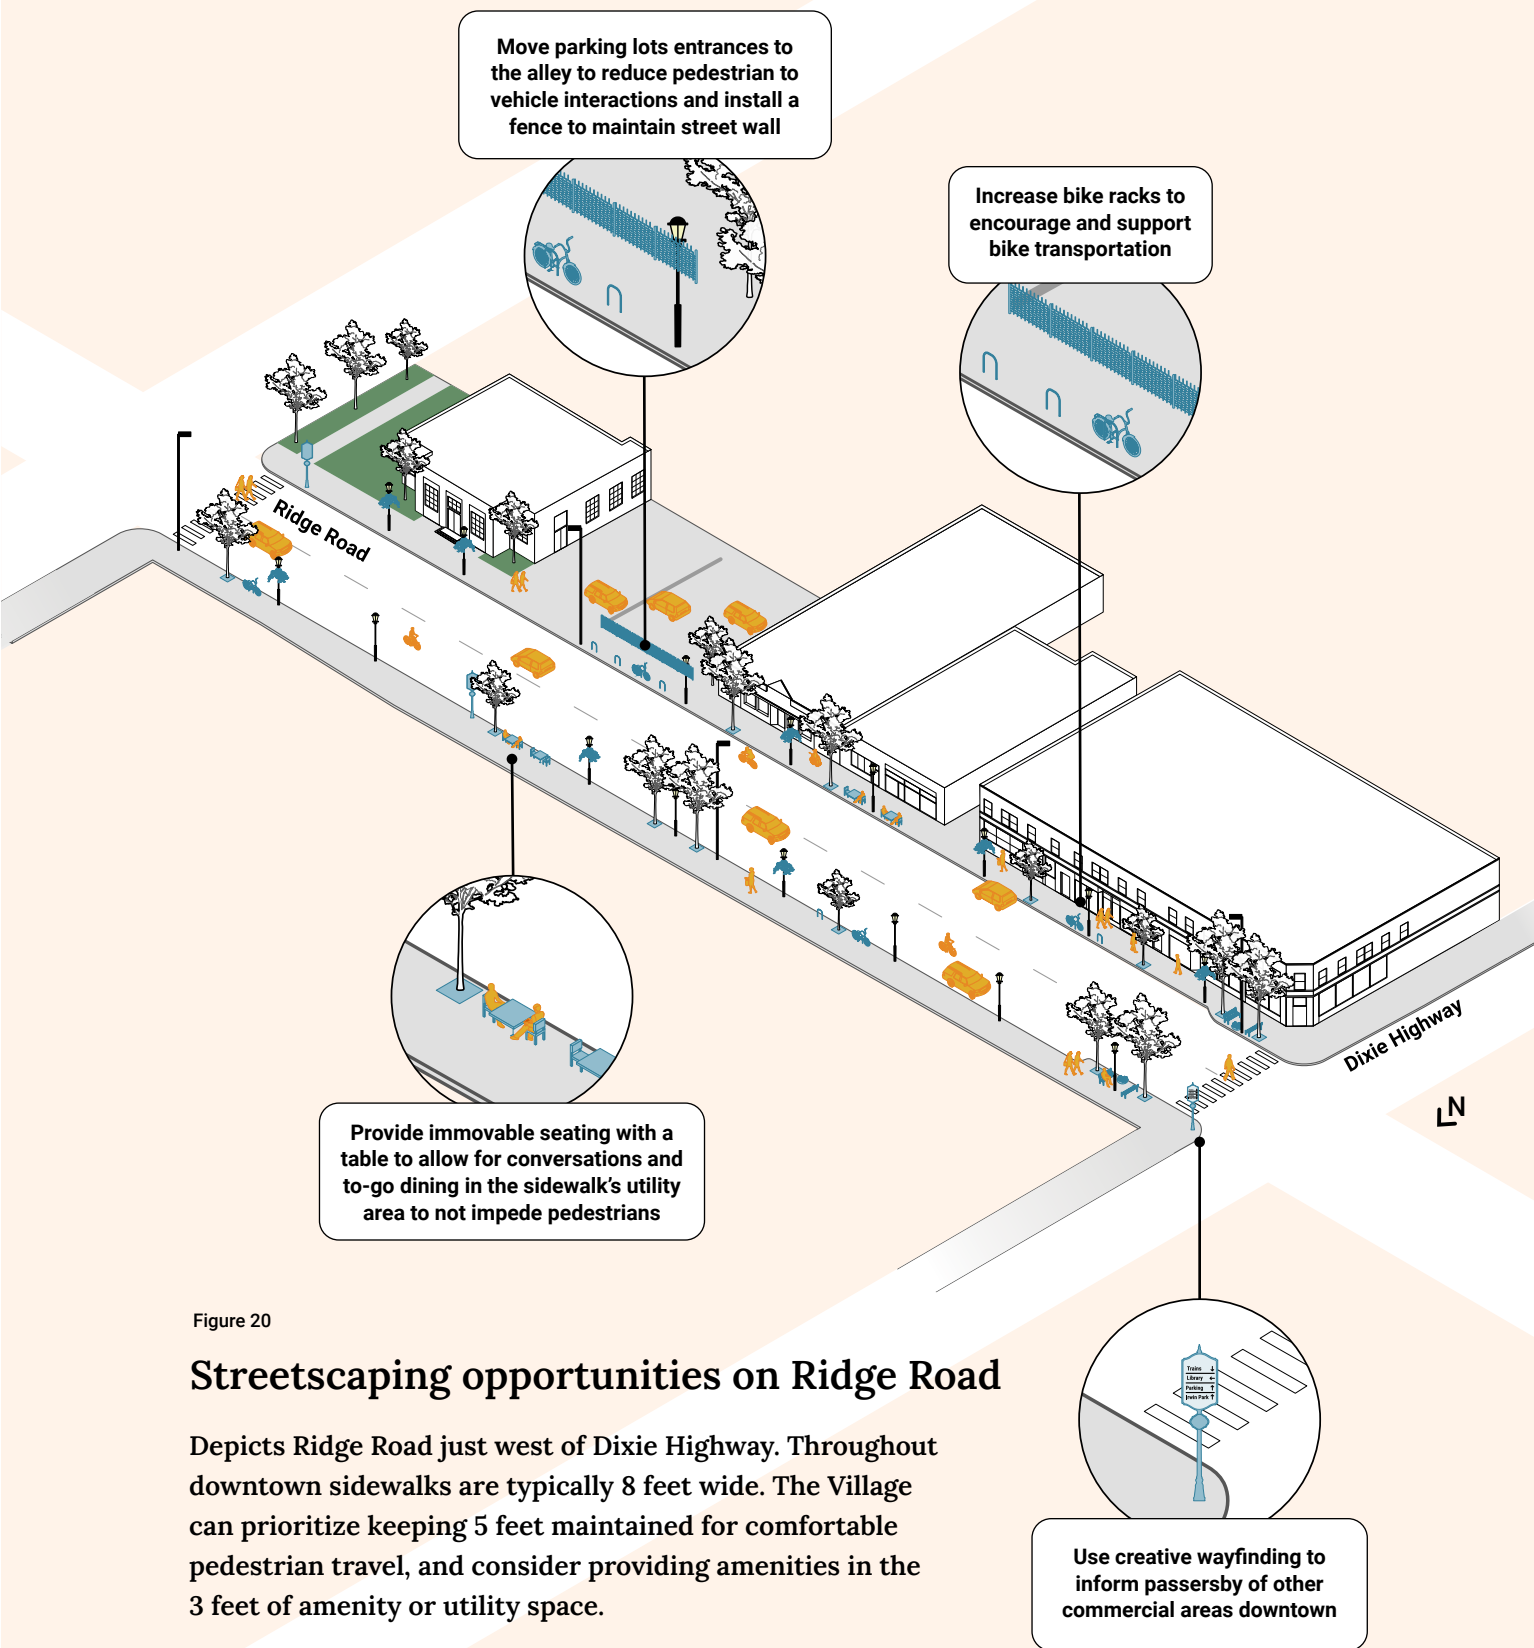 Move parking lots entrances to
the alley to reduce pedestrian to
vehicle interactions and install a
fence to maintain street wall
Increase bike racks to
encourage and support
bike transportation
Ridge Road
Dixie Highway
N
Provide immovable seating with a
table to allow for conversations and
to-go dining in the sidewalk’s utility
area to not impede pedestrians
Figure 20
Streetscaping opportunities on Ridge Road
Depicts Ridge Road just west of Dixie Highway. Throughout
downtown sidewalks are typically 8 feet wide. The Village
can prioritize keeping 5 feet maintained for comfortable
pedestrian travel, and consider providing amenities in the
3 feet of amenity or utility space.
Trains ↓
Library ←
Parking ↑
Irwin Park ↑
Use creative wayfinding to
inform passersby of other
commercial areas downtown